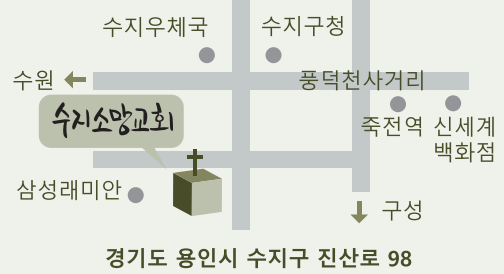 수지우체국
수지구청
수원
풍덕천사거리
수지소망교회
죽전역
신세계
백화점
삼성래미안
구성
경기도 용인시 수지구 진산로 98